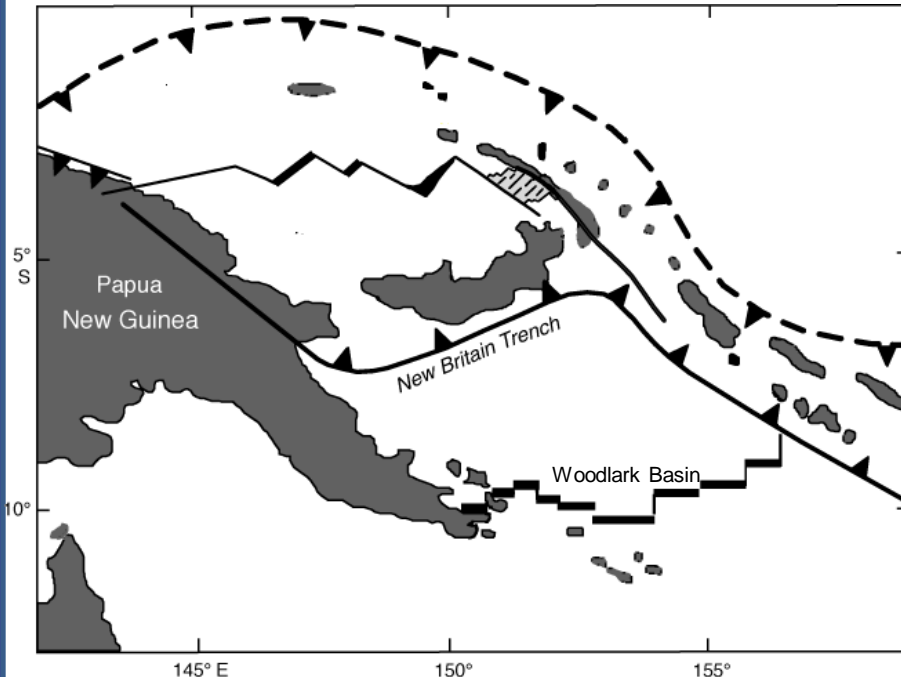 5°
S
Papua
New Guinea
New Britain Trench
Woodlark Basin
10°
145° E
150°
155°